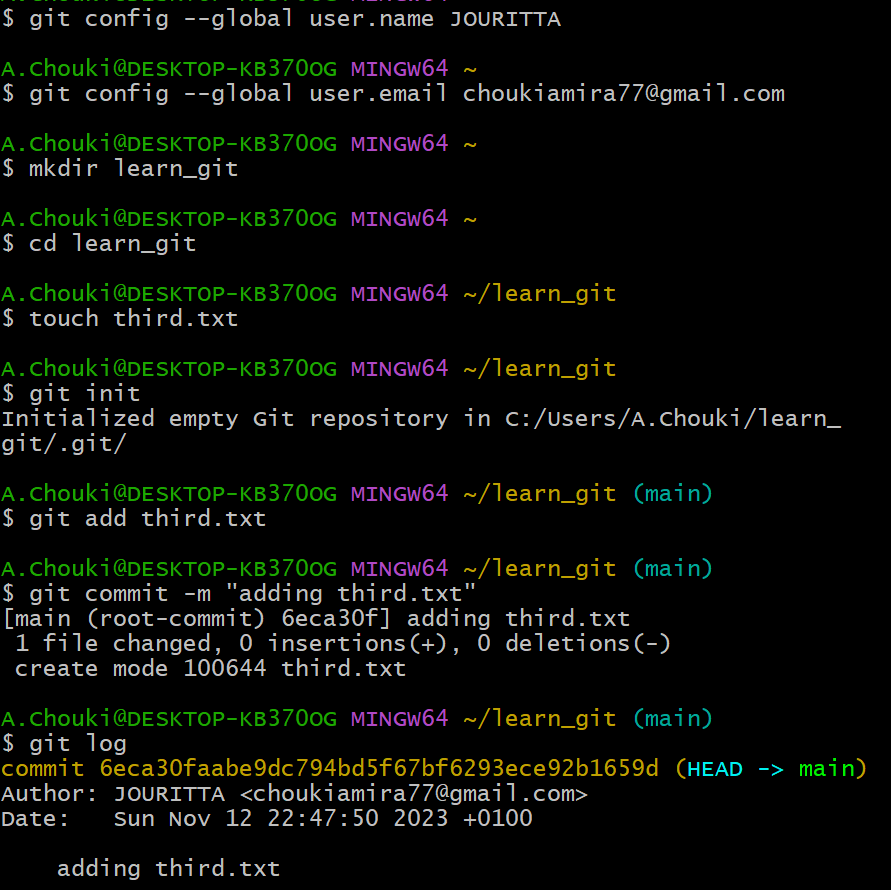 $ git config --global user.name JOURITTA
A.Chouki@DESKTOP-KB370OG MINGW64 ~
$ git config --global user.email choukiamira77@gmail.com
A.Chouki@DESKTOP-KB370OG MINGW64 ~
$ mkdir learn_git
A.Chouki@DESKTOP-KB370OG MINGW64 ~
$ cd learn_git
A.Chouki@DESKTOP-KB370OG MINGW64 ~/learn_git
$ touch third.txt
A.Chouki@DESKTOP-KB370OG MINGW64 ~/learn_git
$ git init
Initialized empty Git repository in C:/Users/A.Chouki/learn_
git/.git/
A.Chouki@DESKTOP-KB370OG MINGW64 ~/learn_git (main)
$ git add third.txt
A.Chouki@DESKTOP-KB370OG MINGW64 ~/learn_git (main)
$ git commit -m "adding third.txt"
[main (root-commit) 6eca30f] adding third.txt
 1 file changed, 0 insertions(+), 0 deletions(-)
 create mode 100644 third.txt
A.Chouki@DESKTOP-KB370OG MINGW64 ~/learn_git (main)
$ git log
commit 6eca30faabe9dc794bd5f67bf6293ece92b1659d (HEAD -> main)
Author: JOURITTA <choukiamira77@gmail.com>
Date:   Sun Nov 12 22:47:50 2023 +0100
    adding third.txt